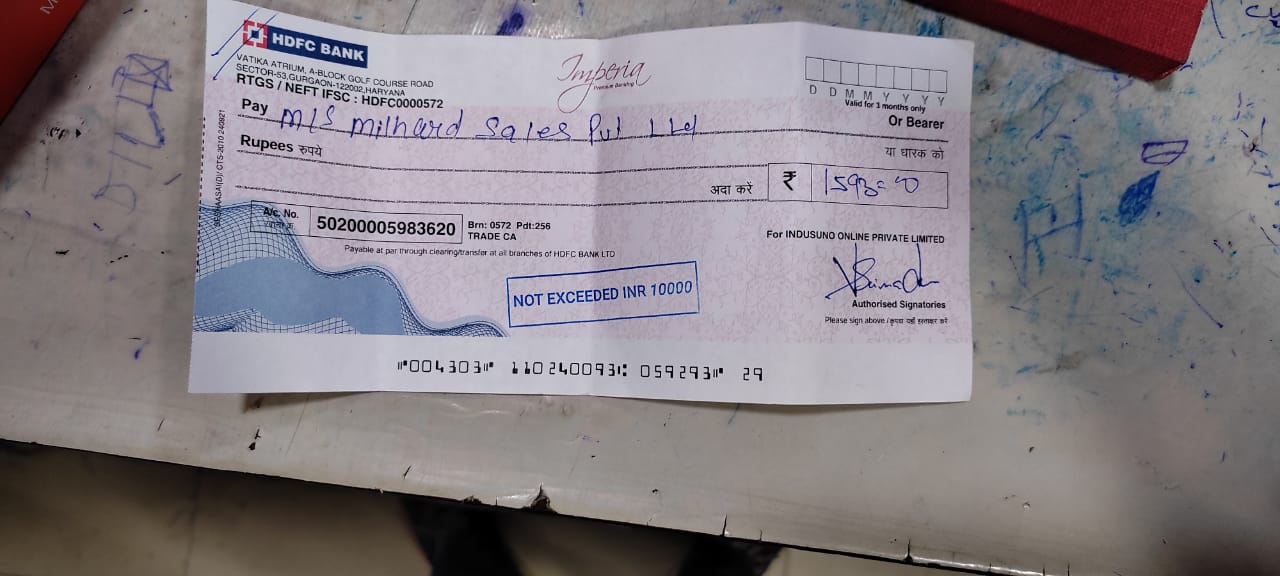 HDFC BANK
VATIKA ATRIUM, A-BLOCK GOLF COURSE ROAD
SECTOR-53,GURGAON-122002,HARYANA
RTGS / NEFT IFSC : HDFC0000572
Imperia
Premium Banking
D D M M Y Y Y Y
Valid for 3 months only
Pay M/S milhard Sales Pvt Ltd
Or Bearer
Rupees रुपये
या धारक को
अदा करें ₹ 1593=00
A/c. No. 50200005983620
Brn: 0572 Pdt:256
TRADE CA
Payable at par through clearing/transfer at all branches of HDFC BANK LTD
For INDUSUNO ONLINE PRIVATE LIMITED
NOT EXCEEDED INR 10000
Authorised Signatories
Please sign above / कृपया यहाँ हस्ताक्षर करें
⑈004303⑈ 110240093⑆ 059293⑈ 29
CTS-2010